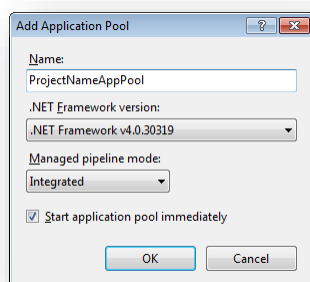 Add Application Pool
Name:
ProjectNameAppPool
.NET Framework version:
.NET Framework v4.0.30319
Managed pipeline mode:
Integrated
Start application pool immediately
OK Cancel